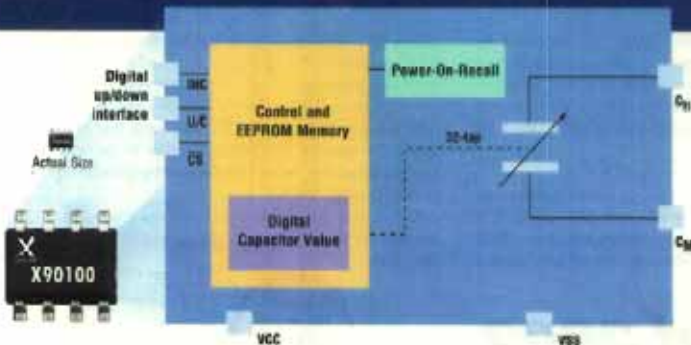 Digital
up/down
interface
INC
U/C
CS
Control and
EEPROM Memory
Power-On-Recall
32-tap
Digital
Capacitor Value
Actual Size
X90100
VCC
VSS